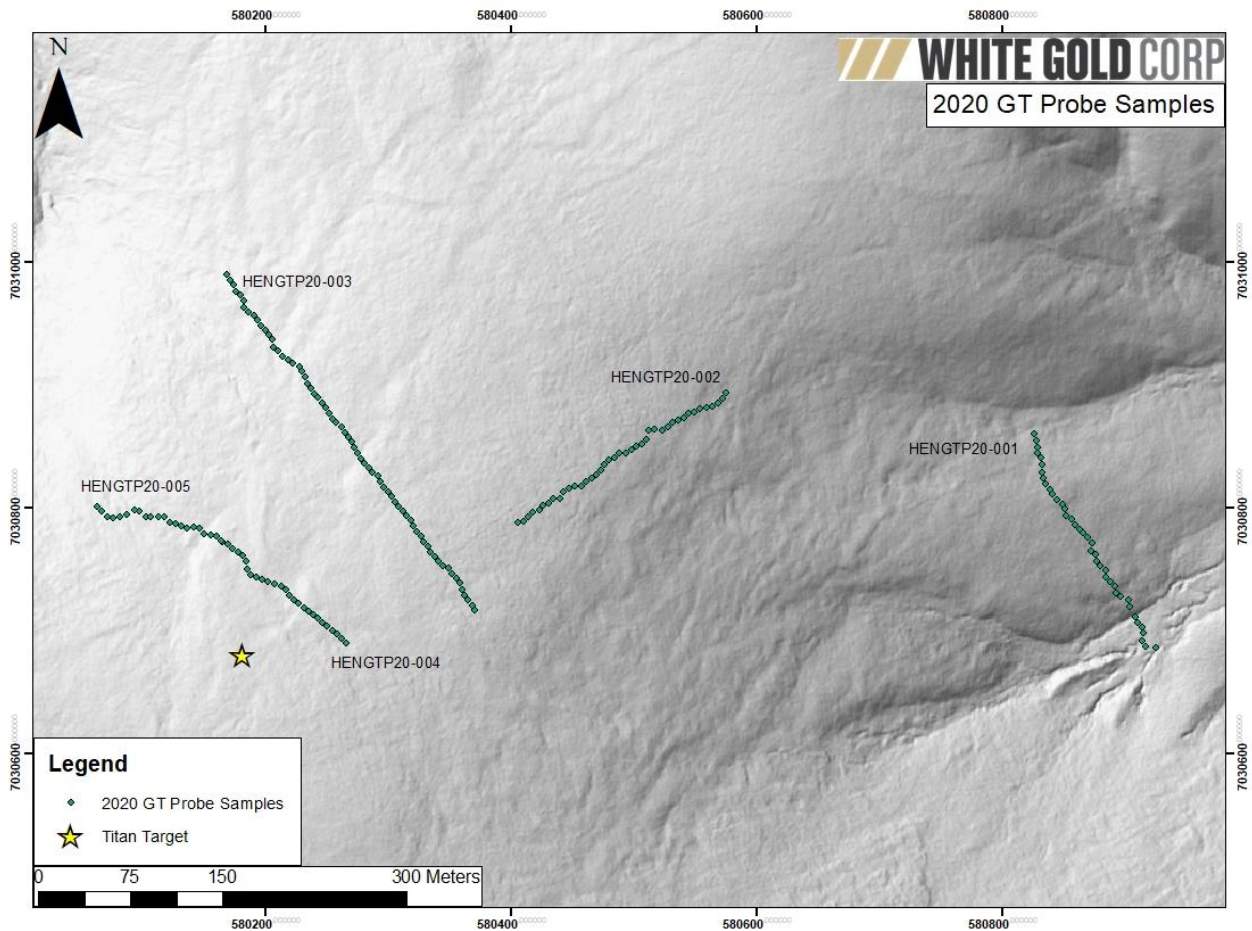 580200 580400 580600 580800
N
WHITE GOLD CORP
2020 GT Probe Samples
7031000
7031000
HENGTP20-003
HENGTP20-002
HENGTP20-001
HENGTP20-005
7030800
7030800
HENGTP20-004
7030600
Legend
2020 GT Probe Samples
Titan Target
0 75 150 300 Meters
580200 580400 580600 580800